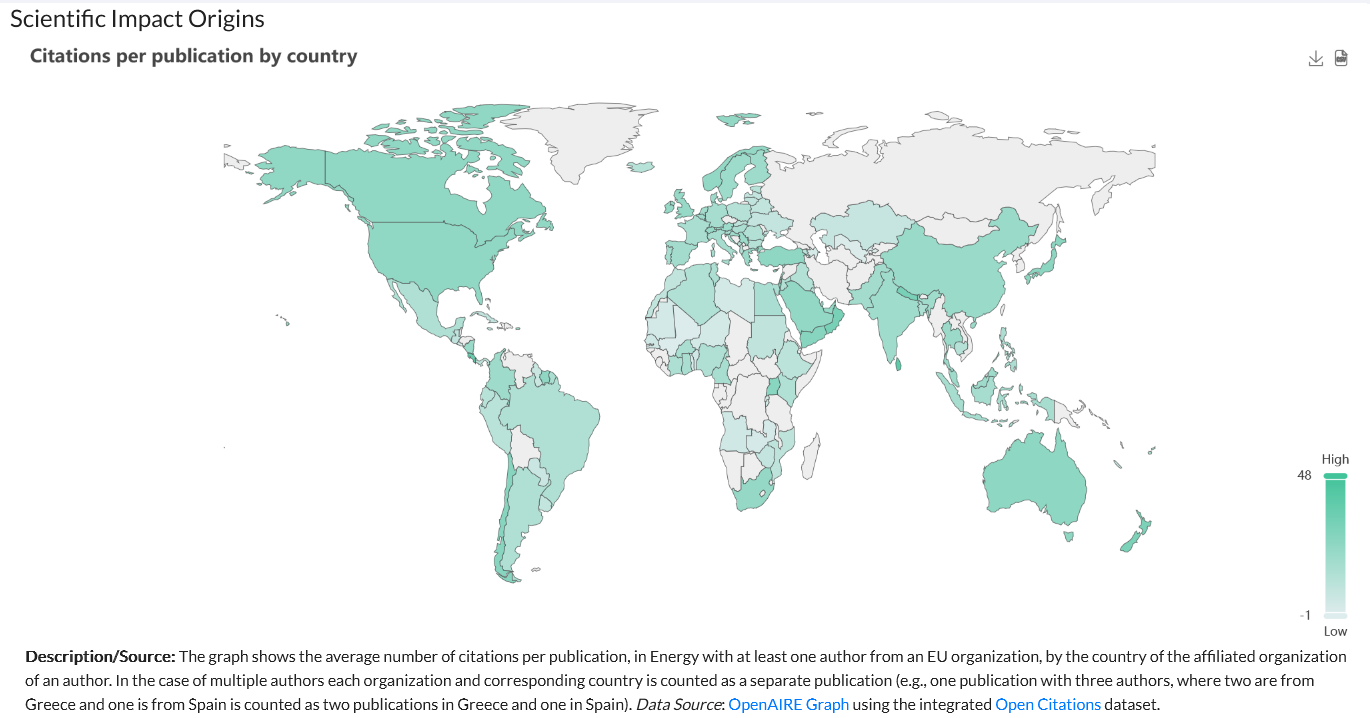 Scientific Impact Origins
Citations per publication by country
High
48
-1
Low
Description/Source: The graph shows the average number of citations per publication, in Energy with at least one author from an EU organization, by the country of the affiliated organization
of an author. In the case of multiple authors each organization and corresponding country is counted as a separate publication (e.g., one publication with three authors, where two are from
Greece and one is from Spain is counted as two publications in Greece and one in Spain). Data Source: OpenAIRE Graph using the integrated Open Citations dataset.